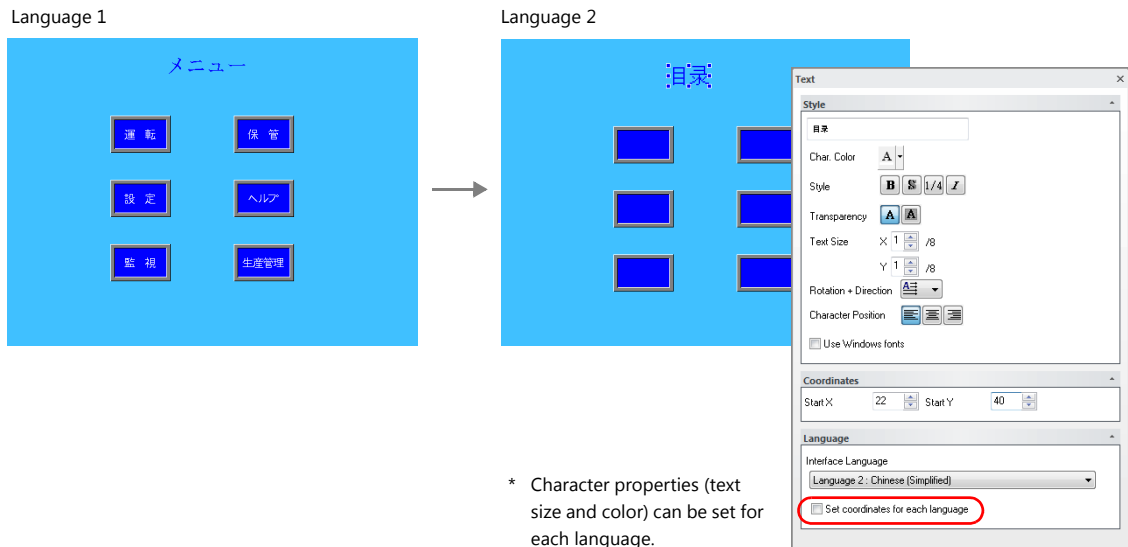 Language 1
Language 2
メニュー
運 転
保 管
設 定
ヘルプ
監 視
生産管理
目录
Text
Style
目录
Char. Color A
Style B S 1/4 I
Transparency A A
Text Size X 1 /8
Y 1 /8
Rotation + Direction A
Character Position
Use Windows fonts
Coordinates
Start X 22 Start Y 40
Language
Interface Language
Language 2 : Chinese (Simplified)
Set coordinates for each language
* Character properties (text
size and color) can be set for
each language.